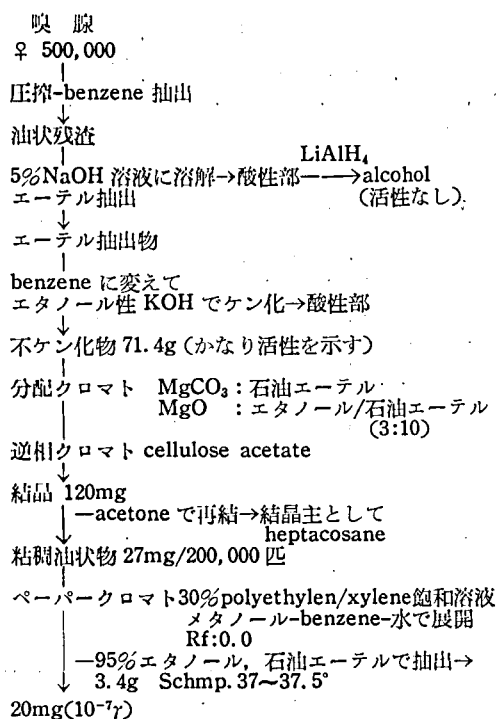 嗅腺
♀ 500,000
圧搾-benzene 抽出
油状残渣
LiAlH₄
5%NaOH 溶液に溶解→酸性部→alcohol
エーテル抽出 (活性なし)
エーテル抽出物
benzene に変えて
エタノール性 KOH でケン化→酸性部
不ケン化物 71.4g (かなり活性を示す)
分配クロマト MgCO₃:石油エーテル
MgO :エタノール/石油エーテル
(3:10)
逆相クロマト cellulose acetate
結晶 120mg
—acetone で再結→結晶主として
heptacosane
粘稠油状物 27mg/200,000 匹
ペーパークロマト30%polyethylen/xylene飽和溶液
メタノール-benzene-水で展開
Rf:0.0
—95%エタノール,石油エーテルで抽出→
3.4g Schmp. 37~37.5°
20mg(10⁻⁷γ)